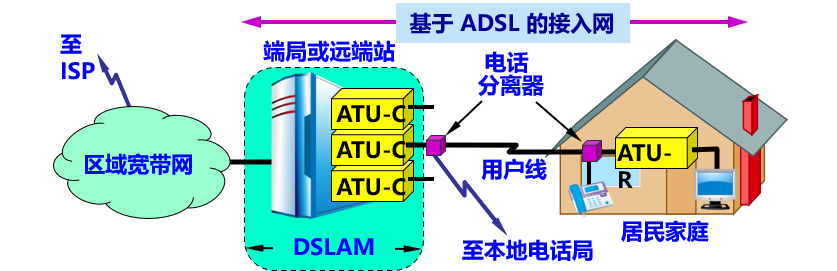 基于 ADSL 的接入网
至
ISP
端局或远端站
电话
分离器
ATU-C
ATU-C
ATU-C
区域宽带网
用户线
ATU-
R
DSLAM
至本地电话局
居民家庭